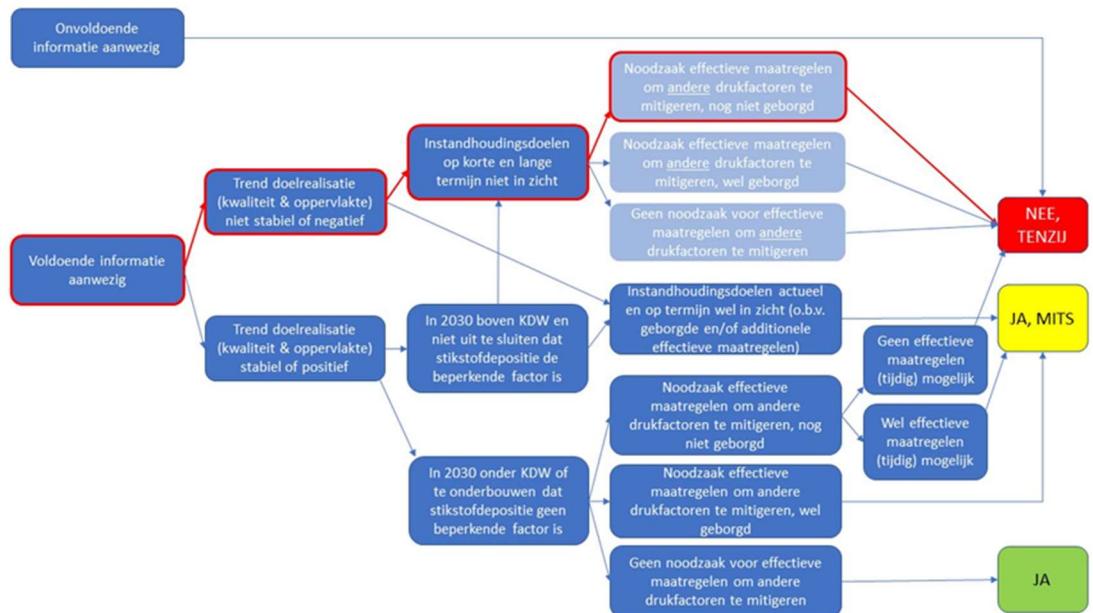 Onvoldoende
informatie aanwezig
Noodzaak effectieve maatregelen
om andere drukfactoren te
mitigeren, nog niet geborgd
Instandhoudingsdoelen
op korte en lange
termijn niet in zicht
Noodzaak effectieve maatregelen
om andere drukfactoren te
mitigeren, wel geborgd
Trend doelrealisatie
(kwaliteit & oppervlakte)
niet stabiel of negatief
Geen noodzaak voor effectieve
maatregelen om andere
drukfactoren te mitigeren
NEE,
TENZIJ
Voldoende informatie
aanwezig
Instandhoudingsdoelen actueel
en op termijn wel in zicht (o.b.v.
geborgde en/of additionele
effectieve maatregelen)
JA, MITS
Trend doelrealisatie
(kwaliteit & oppervlakte)
stabiel of positief
In 2030 boven KDW en
niet uit te sluiten dat
stikstofdepositie de
beperkende factor is
Geen effectieve
maatregelen
(tijdig) mogelijk
Noodzaak effectieve
maatregelen om andere
drukfactoren te mitigeren, nog
niet geborgd
Wel effectieve
maatregelen
(tijdig) mogelijk
In 2030 onder KDW of
te onderbouwen dat
stikstofdepositie geen
beperkende factor is
Noodzaak effectieve
maatregelen om andere
drukfactoren te mitigeren, wel
geborgd
Geen noodzaak voor effectieve
maatregelen om andere
drukfactoren te mitigeren
JA